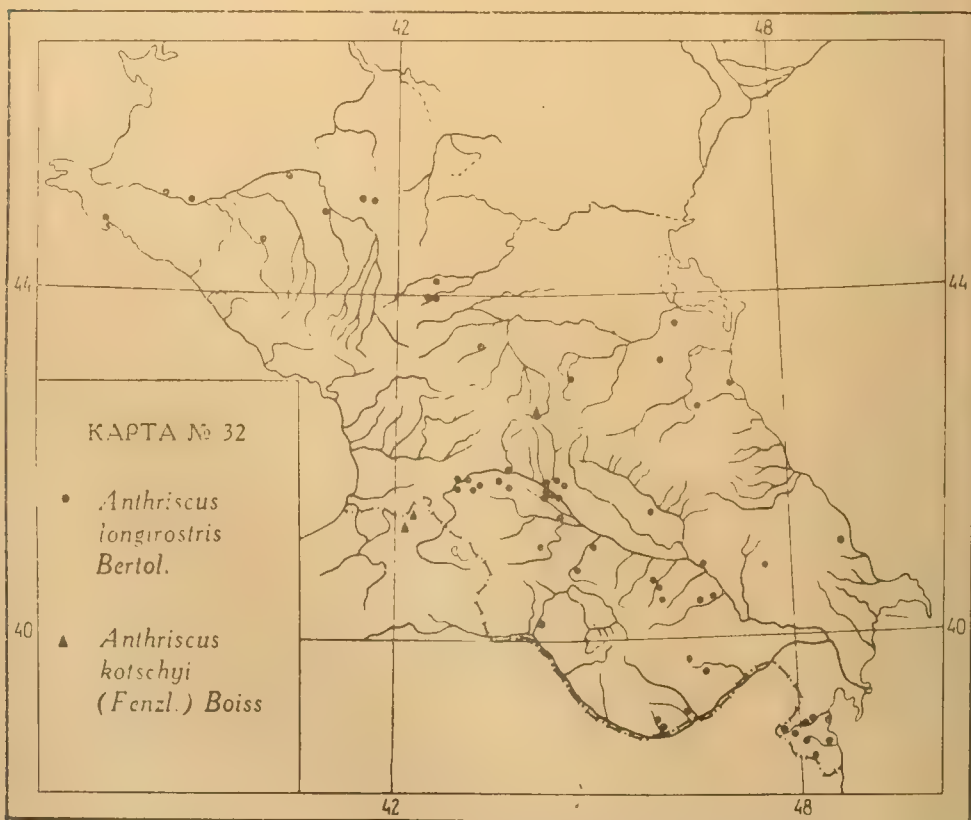 42 48
44 44
КАРТА № 32
Anthriscus
longirostris
Bertol.
40 40
Anthriscus
kotschyi
(Fenzl.) Boiss
42 48